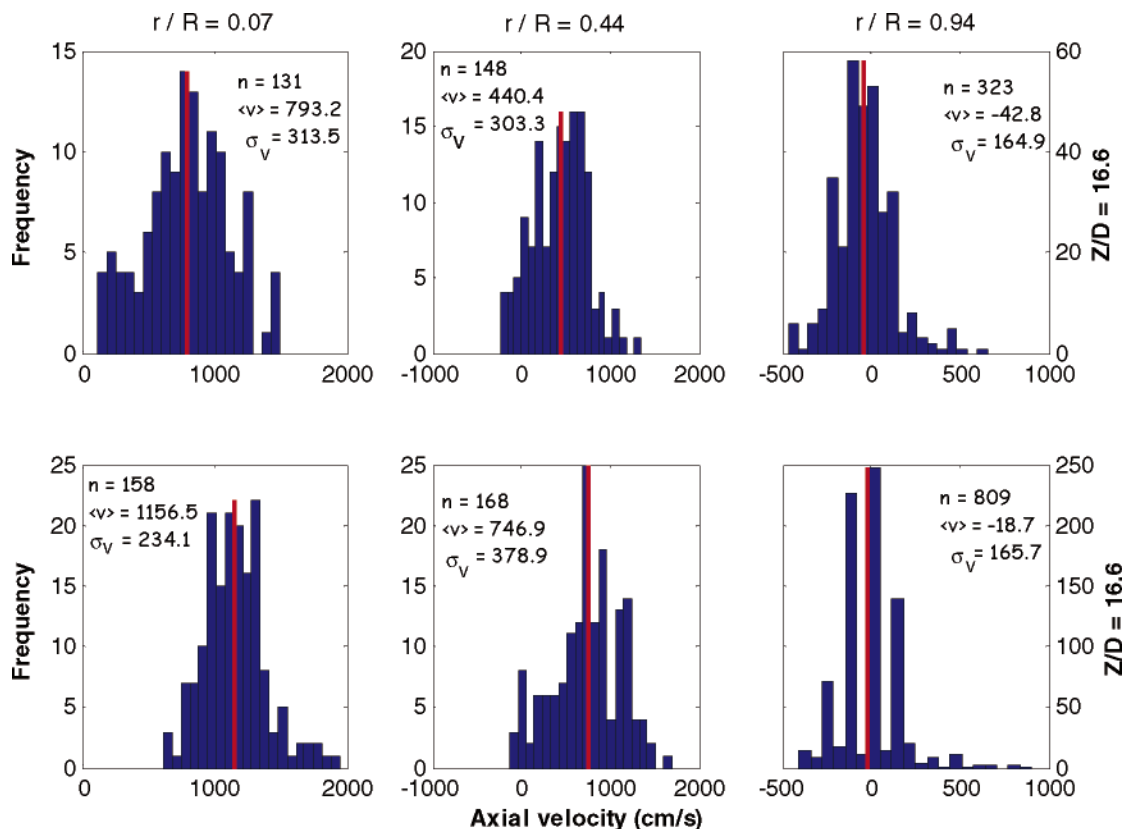 r / R = 0.07
r / R = 0.44
r / R = 0.94
15
10
5
0
Frequency
n = 131
<v> = 793.2
σv = 313.5
0 1000 2000
20
15
10
5
0
n = 148
<v> = 440.4
σv = 303.3
-1000 0 1000 2000
n = 323
<v> = -42.8
σv = 164.9
60
40
20
0
Z/D = 16.6
-500 0 500 1000
25
20
15
10
5
0
Frequency
n = 158
<v> = 1156.5
σv = 234.1
0 1000 2000
25
20
15
10
5
0
n = 168
<v> = 746.9
σv = 378.9
-1000 0 1000 2000
Axial velocity (cm/s)
n = 809
<v> = -18.7
σv = 165.7
250
200
150
100
50
0
Z/D = 16.6
-500 0 500 1000